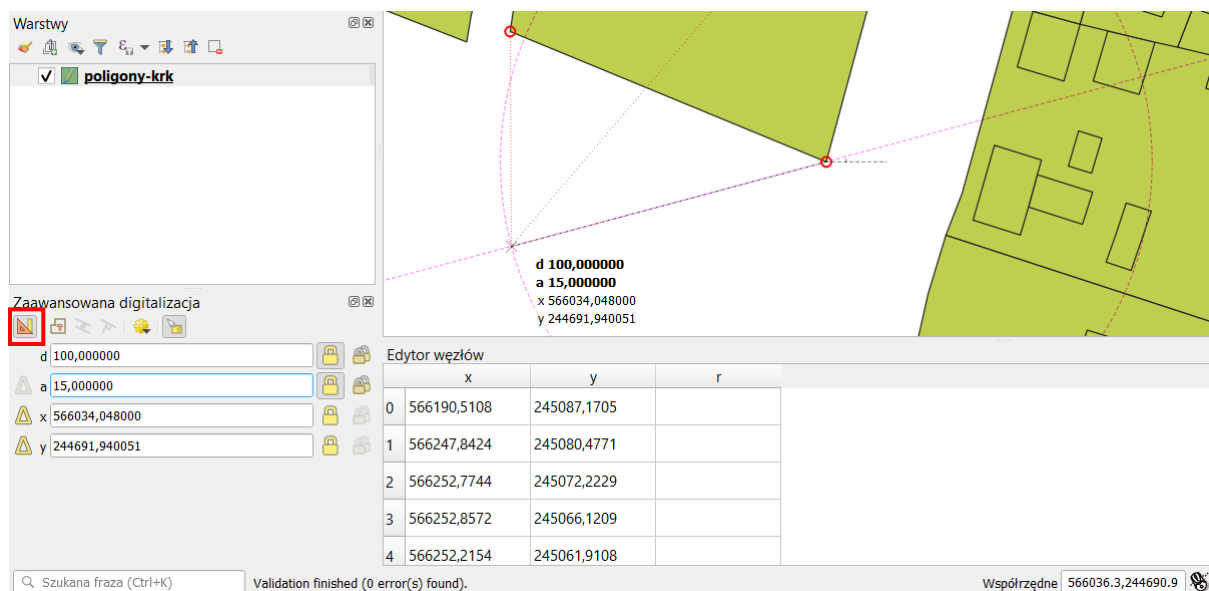 Warstwy
poligony-krk
d 100,000000
a 15,000000
x 566034,048000
y 244691,940051
Zaawansowana digitalizacja
d 100,000000
a 15,000000
x 566034,048000
y 244691,940051
Edytor węzłów
x y r
0 566190,5108 245087,1705
1 566247,8424 245080,4771
2 566252,7744 245072,2229
3 566252,8572 245066,1209
4 566252,2154 245061,9108
Szukana fraza (Ctrl+K) Validation finished (0 error(s) found). Współrzędne 566036.3,244690.9